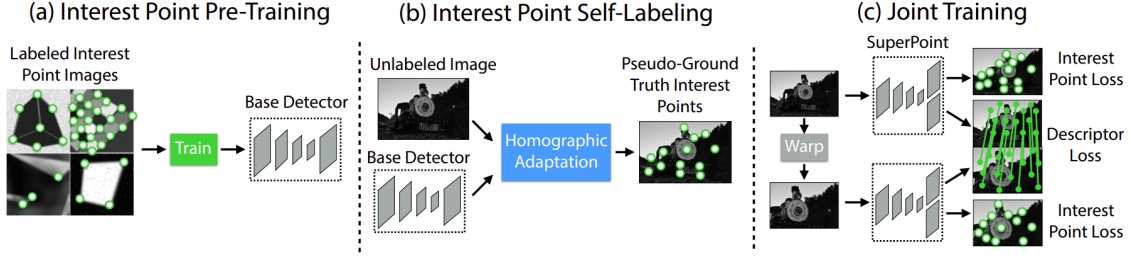 (a) Interest Point Pre-Training
Labeled Interest
Point Images
Train
Base Detector
(b) Interest Point Self-Labeling
Unlabeled Image
Base Detector
Homographic
Adaptation
Pseudo-Ground
Truth Interest
Points
(c) Joint Training
SuperPoint
Warp
Interest
Point Loss
Descriptor
Loss
Interest
Point Loss